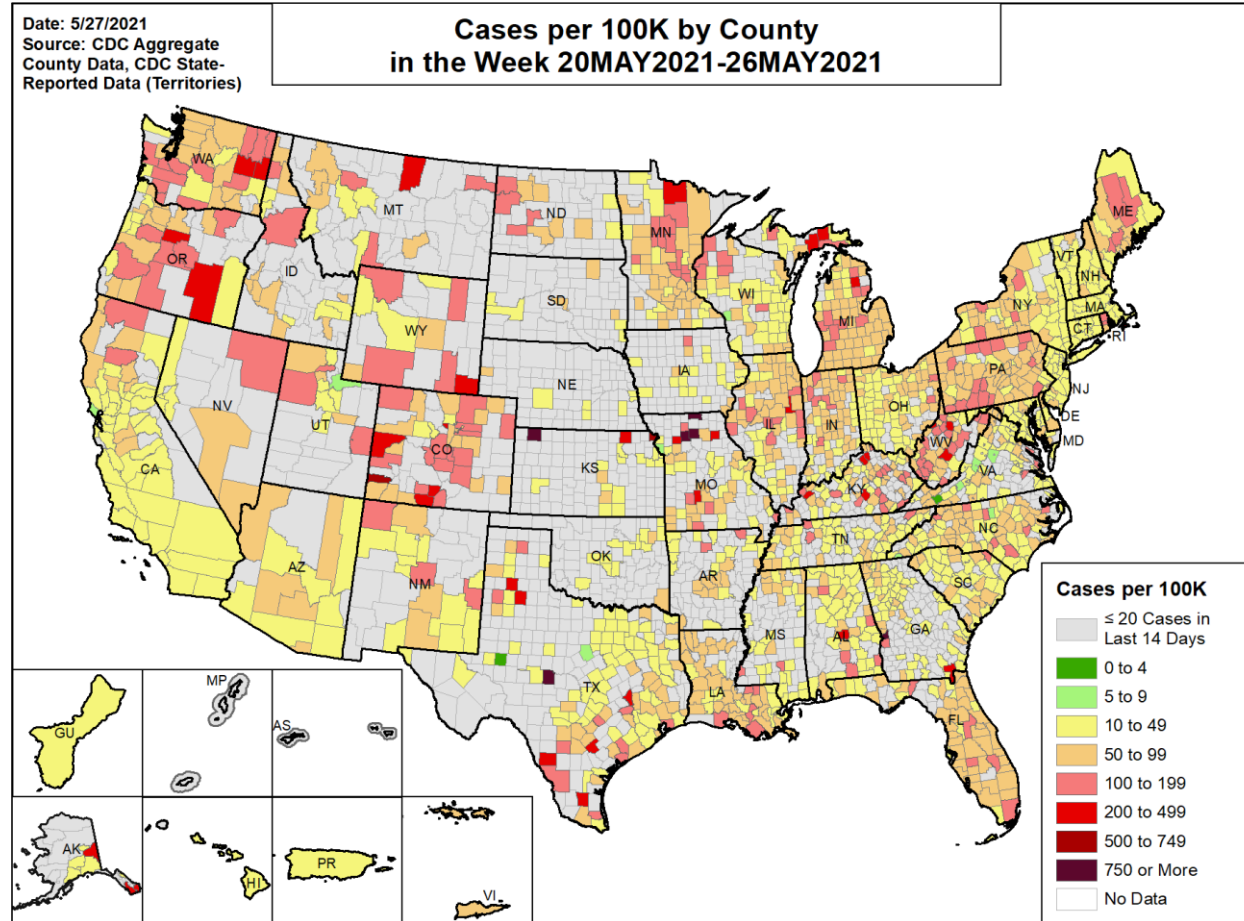 Date: 5/27/2021
Source: CDC Aggregate
County Data, CDC State-
Reported Data (Territories)
Cases per 100K by County
in the Week 20MAY2021-26MAY2021
WA
MT
ND
MN
ME
OR
ID
SD
WI
MI
VT
NH
NY
MA
CT
RI
WY
NE
IA
PA
NJ
NV
UT
CO
IL
IN
OH
DE
MD
CA
KS
MO
WV
VA
KY
AZ
NM
OK
AR
TN
NC
SC
TX
LA
MS
AL
GA
FL
GU
MP
AS
AK
HI
PR
VI
Cases per 100K
≤ 20 Cases in
Last 14 Days
0 to 4
5 to 9
10 to 49
50 to 99
100 to 199
200 to 499
500 to 749
750 or More
No Data